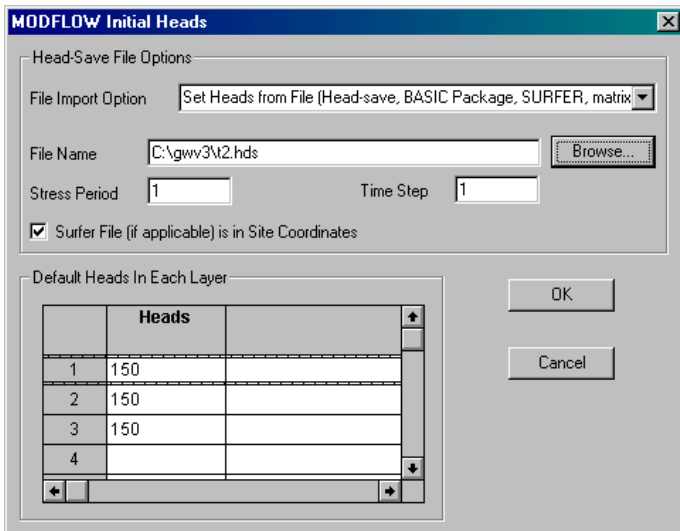 MODFLOW Initial Heads
Head-Save File Options
File Import Option Set Heads from File (Head-save, BASIC Package, SURFER, matrix
File Name C:\gwv3\t2.hds Browse...
Stress Period 1 Time Step 1
Surfer File (if applicable) is in Site Coordinates
Default Heads In Each Layer
OK
Heads
1 150
Cancel
2 150
3 150
4